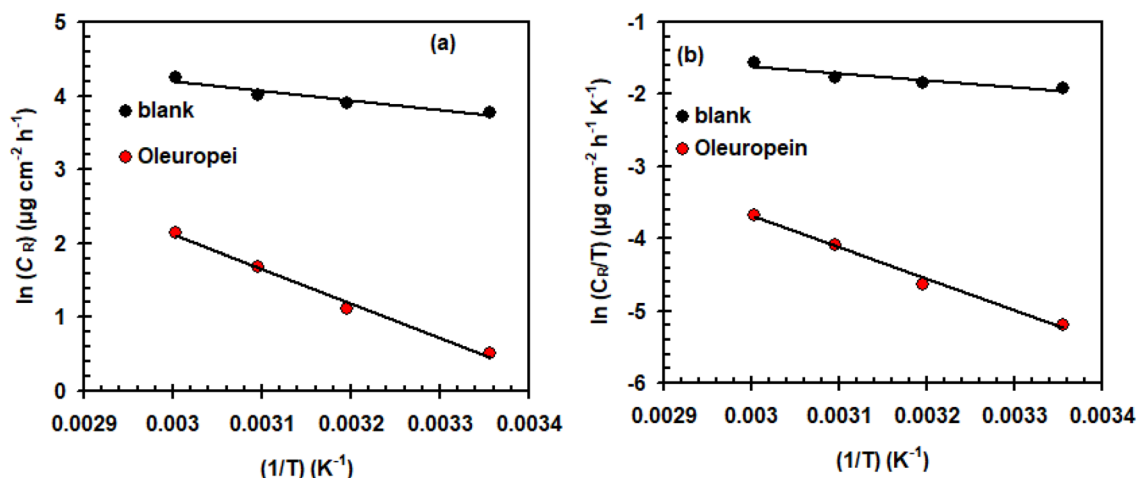 (a)
ln (C R) (µg cm-2 h-1)
5
4
3
2
1
0
blank
Oleuropei
0.0029 0.003 0.0031 0.0032 0.0033 0.0034
(1/T) (K-1)
(b)
ln (CR/T) (µg cm-2 h-1 K-1)
-1
-2
-3
-4
-5
-6
blank
Oleuropein
0.0029 0.003 0.0031 0.0032 0.0033 0.0034
(1/T) (K-1)